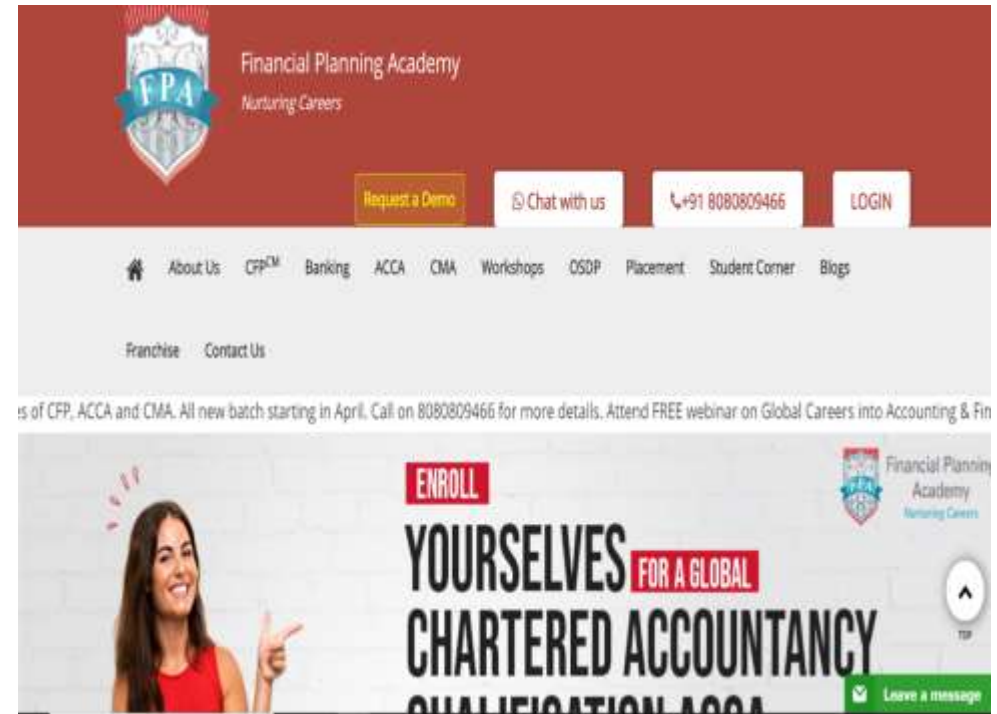 FPA
Financial Planning Academy
Nurturing Careers
Request a Demo
Chat with us
+91 8080809466
LOGIN
About Us CFPCM Banking ACCA CMA Workshops OSDP Placement Student Corner Blogs
Franchise Contact Us
es of CFP, ACCA and CMA. All new batch starting in April. Call on 8080809466 for more details. Attend FREE webinar on Global Careers into Accounting & Fin
FPA
Financial Planning
Academy
Nurturing Careers
ENROLL
YOURSELVES FOR A GLOBAL
CHARTERED ACCOUNTANCY
QUALIFICATION ACCA
TOP
Leave a message